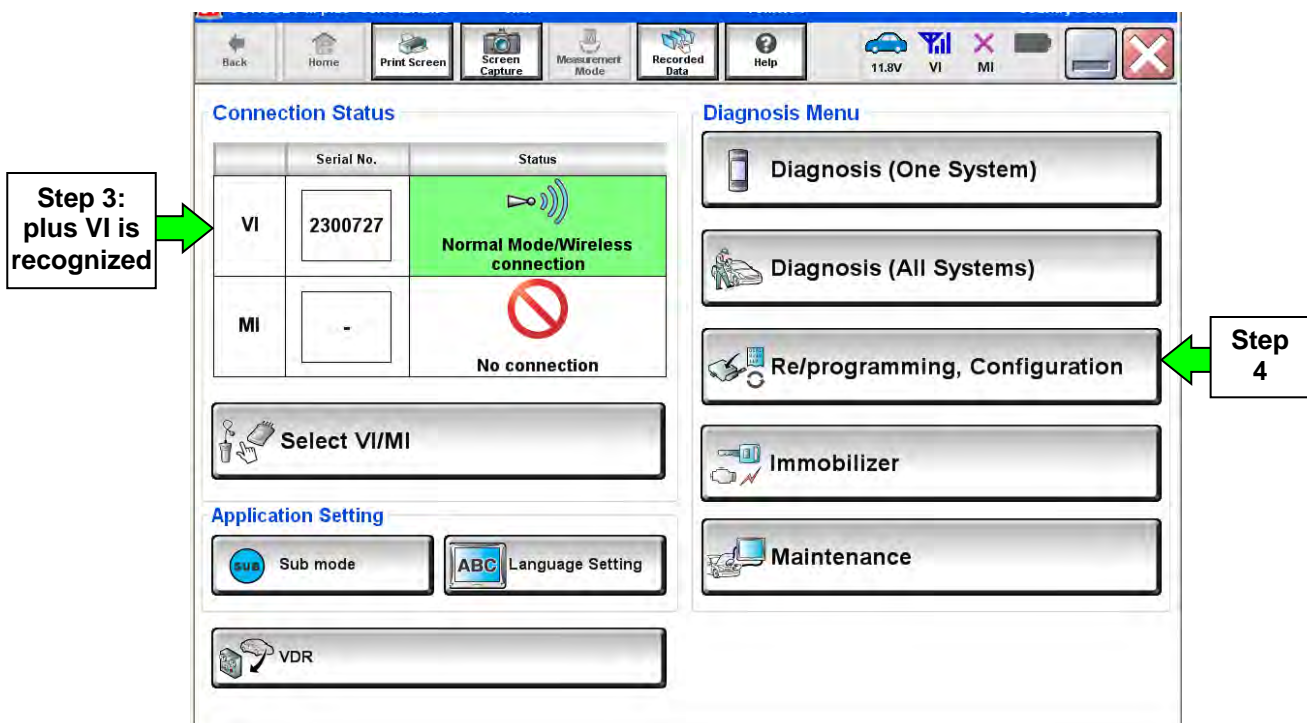 Back
Home
Print Screen
Screen
Capture
Measurement
Mode
Recorded
Data
Help
11.8V
VI
MI
Connection Status
Serial No.
Status
VI
2300727
Normal Mode/Wireless
connection
MI
-
No connection
Select VI/MI
Application Setting
SUB
Sub mode
ABC
Language Setting
VDR
Diagnosis Menu
Diagnosis (One System)
Diagnosis (All Systems)
Re/programming, Configuration
Immobilizer
Maintenance
Step 3:
plus VI is
recognized
Step
4